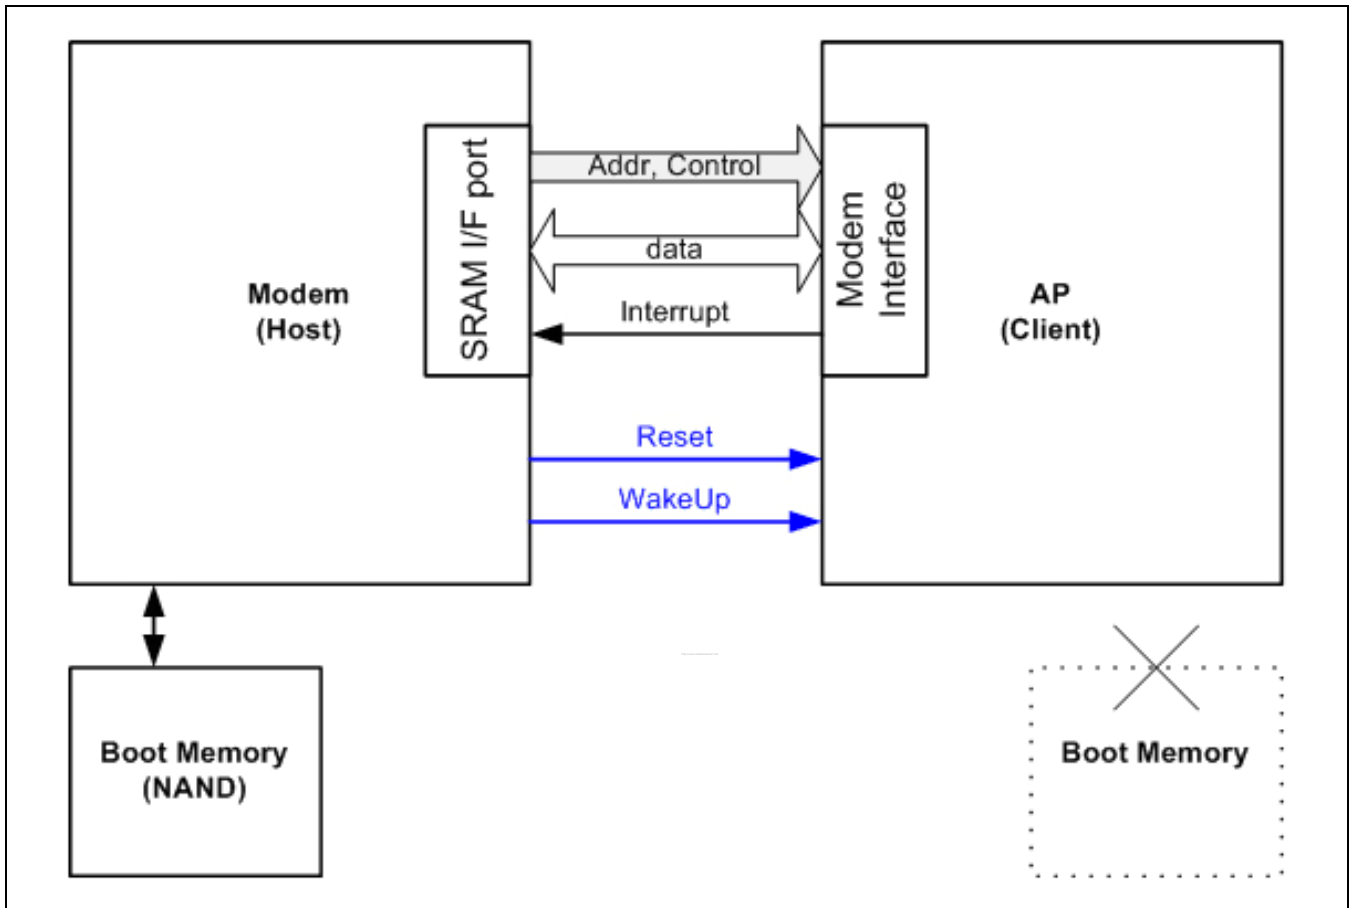 Modem
(Host)
SRAM I/F port
Addr, Control
data
Interrupt
Modem
Interface
AP
(Client)
Reset
WakeUp
Boot Memory
(NAND)
Boot Memory